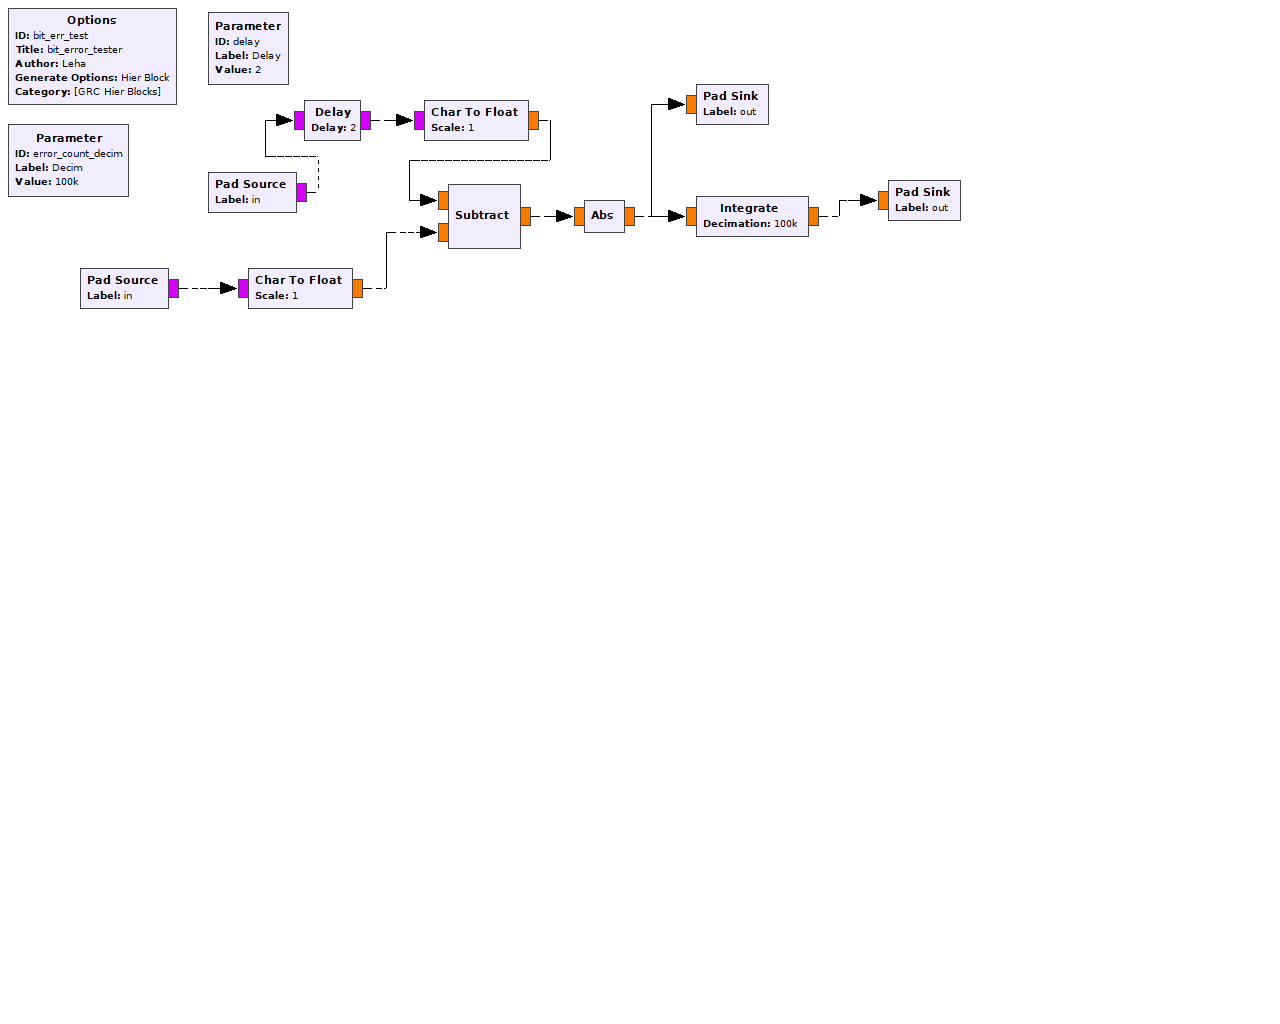 Options
ID: bit_err_test
Title: bit_error_tester
Author: Leha
Generate Options: Hier Block
Category: [GRC Hier Blocks]
Parameter
ID: delay
Label: Delay
Value: 2
Parameter
ID: error_count_decim
Label: Decim
Value: 100k
Delay
Delay: 2
Char To Float
Scale: 1
Pad Sink
Label: out
Pad Source
Label: in
Subtract
Abs
Integrate
Decimation: 100k
Pad Sink
Label: out
Pad Source
Label: in
Char To Float
Scale: 1